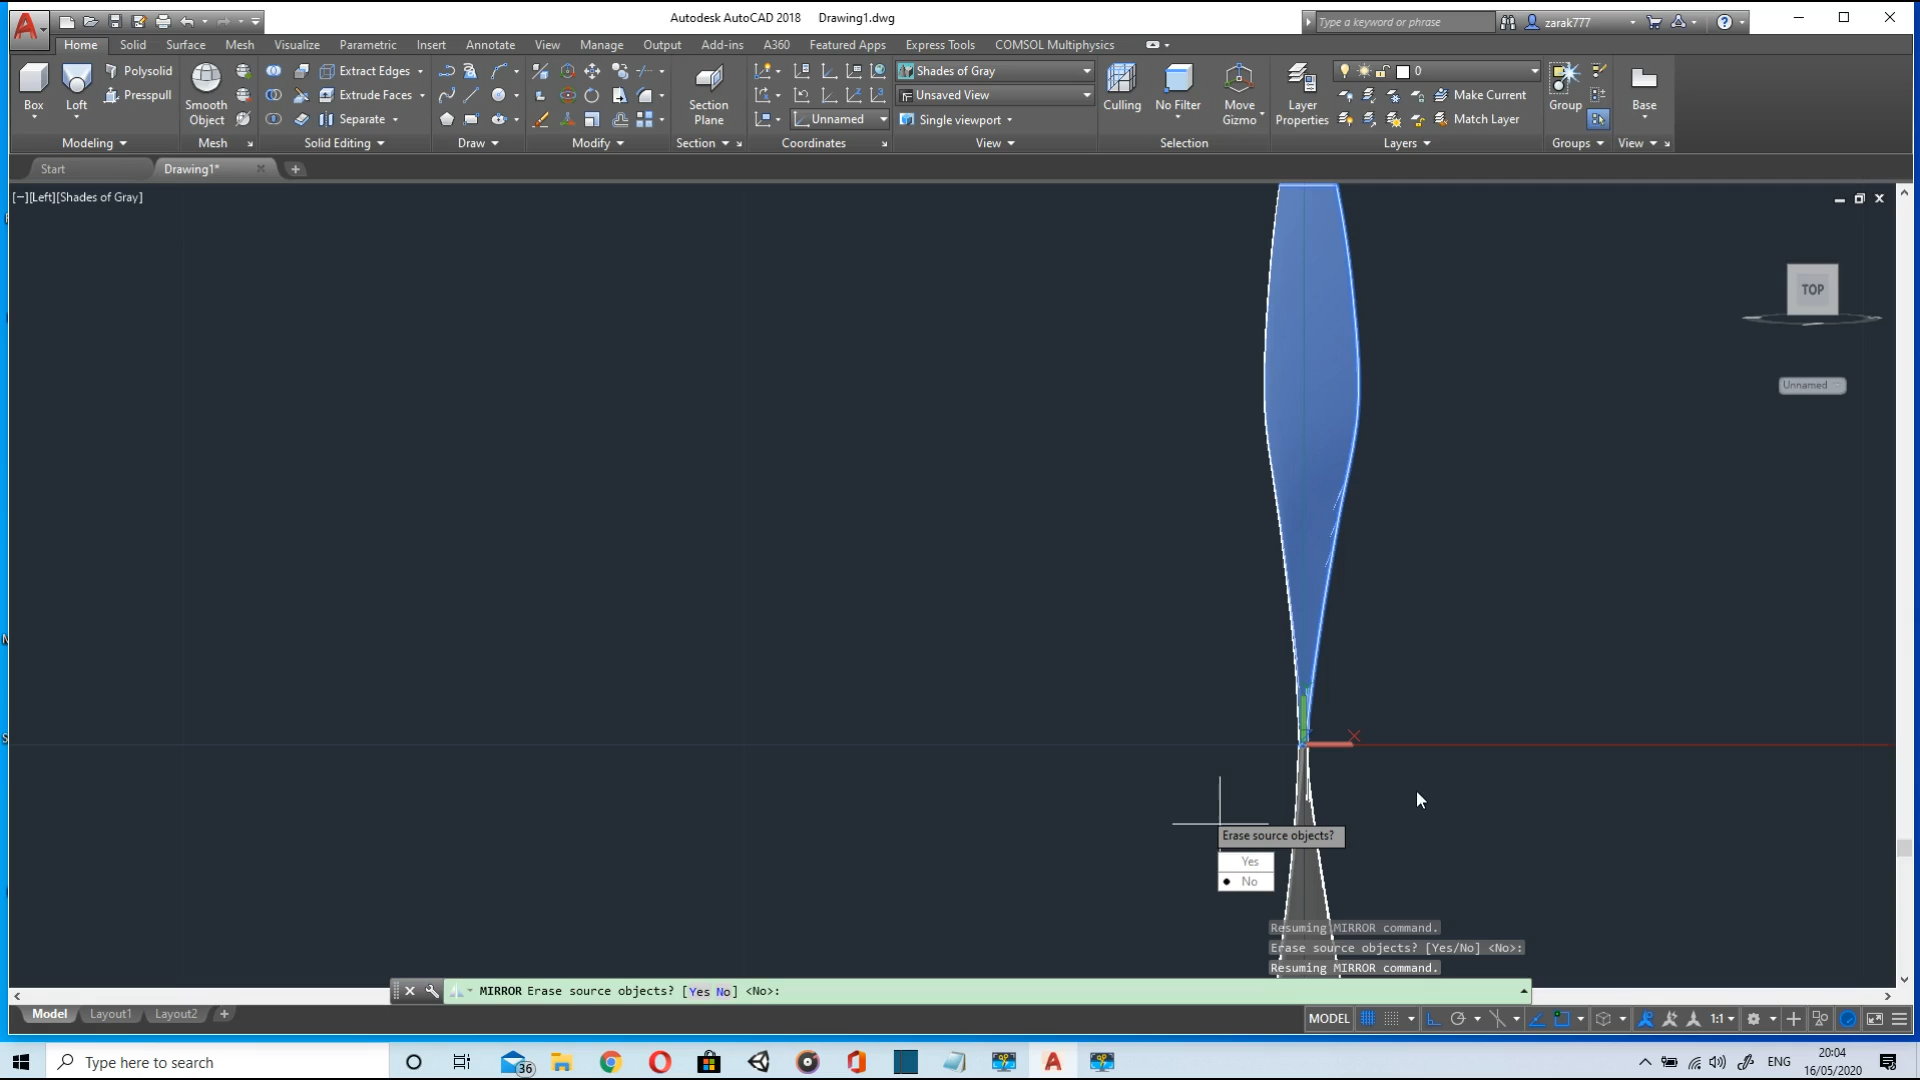 Autodesk AutoCAD 2018 Drawing1.dwg
Type a keyword or phrase
zarak777
Home Solid Surface Mesh Visualize Parametric Insert Annotate View Manage Output Add-ins A360 Featured Apps Express Tools COMSOL Multiphysics
Box
Loft
Polysolid
Presspull
Modeling
Smooth
Object
Mesh
Extract Edges
Extrude Faces
Separate
Solid Editing
Draw
Modify
Section
Plane
Section
Unnamed
Coordinates
Shades of Gray
Unsaved View
Single viewport
View
Culling
No Filter
Move
Gizmo
Selection
Layer
Properties
0
Make Current
Match Layer
Layers
Group
Groups
Base
View
Start
Drawing1*
[−][Left][Shades of Gray]
TOP
Unnamed
X
Erase source objects?
Yes
No
Resuming MIRROR command.
Erase source objects? [Yes/No] <No>:
Resuming MIRROR command.
MIRROR Erase source objects? [Yes No] <No>:
Model Layout1 Layout2
MODEL
1:1
Type here to search
36
ENG
20:04
16/05/2020